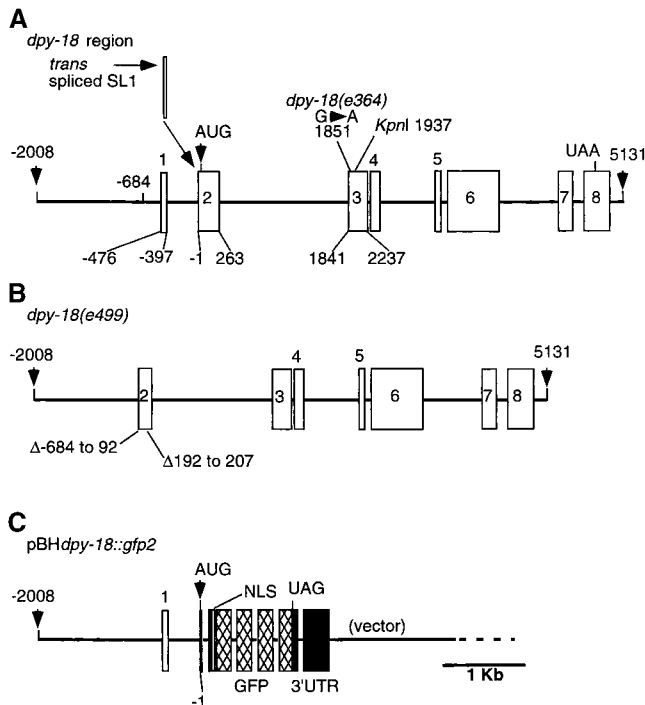 A
dpy-18 region
trans
spliced SL1
dpy-18(e364)
G►A
1851
KpnI 1937
AUG
-2008
-684
1
2
3
4
5
6
7
8
UAA
5131
-476
-397
-1
263
1841
2237
B
dpy-18(e499)
-2008
5131
2
3
4
5
6
7
8
Δ-684 to 92
Δ192 to 207
C
pBHdpy-18::gfp2
AUG
-2008
1
NLS
UAG
(vector)
-1
GFP
3'UTR
1 Kb